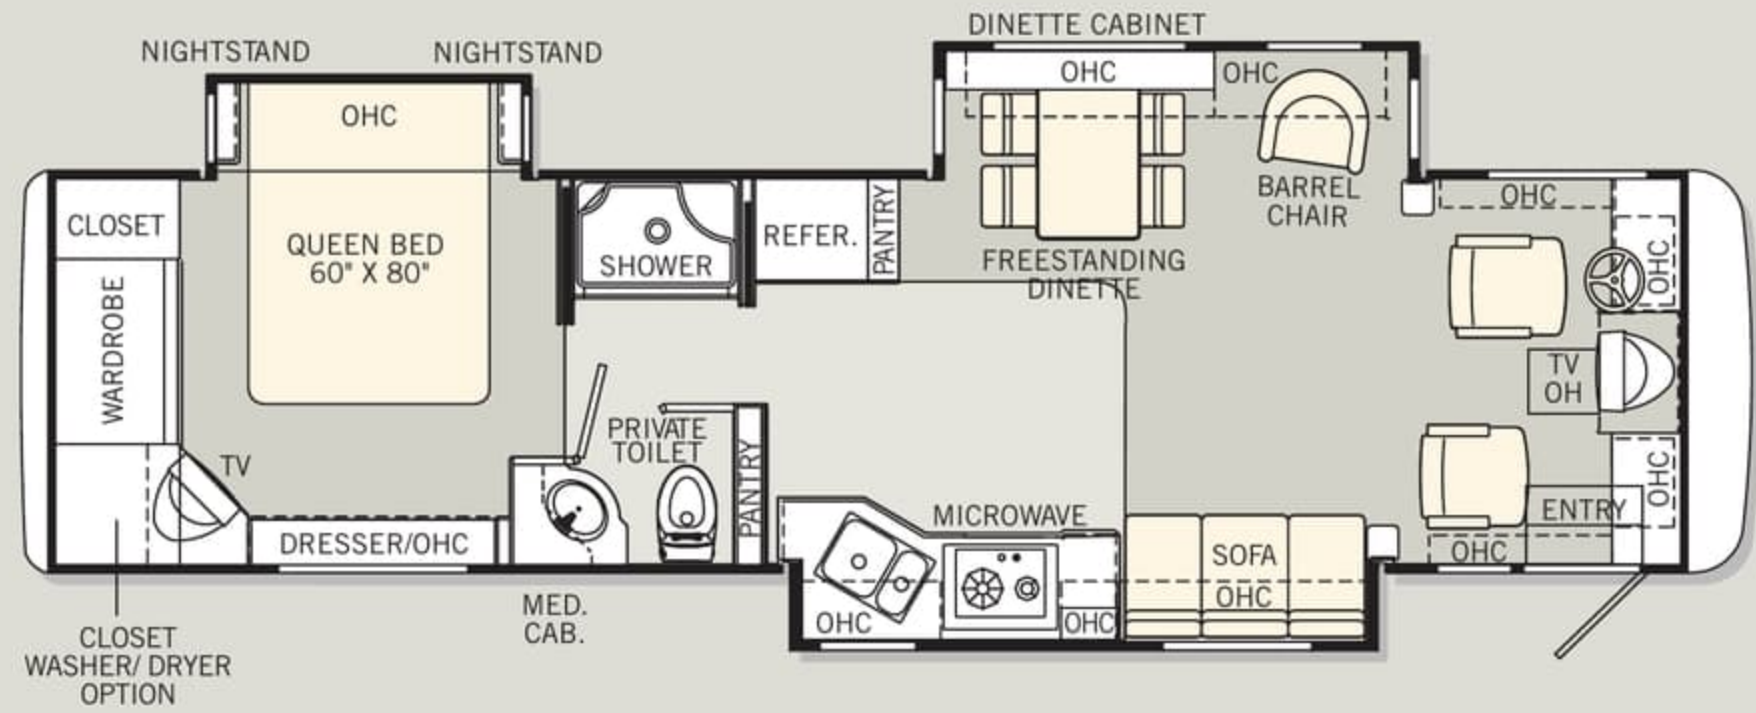 DINETTE CABINET
NIGHTSTAND
NIGHTSTAND
OHC
OHC
OHC
CLOSET
QUEEN BED
60" X 80"
SHOWER
REFER.
PANTRY
BARREL
CHAIR
FREESTANDING
DINETTE
OHC
OHC
WARDROBE
TV
OH
TV
PRIVATE
TOILET
PANTRY
MICROWAVE
ENTRY
OHC
DRESSER/OHC
SOFA
OHC
OHC
MED.
CAB.
OHC
OHC
CLOSET
WASHER/ DRYER
OPTION